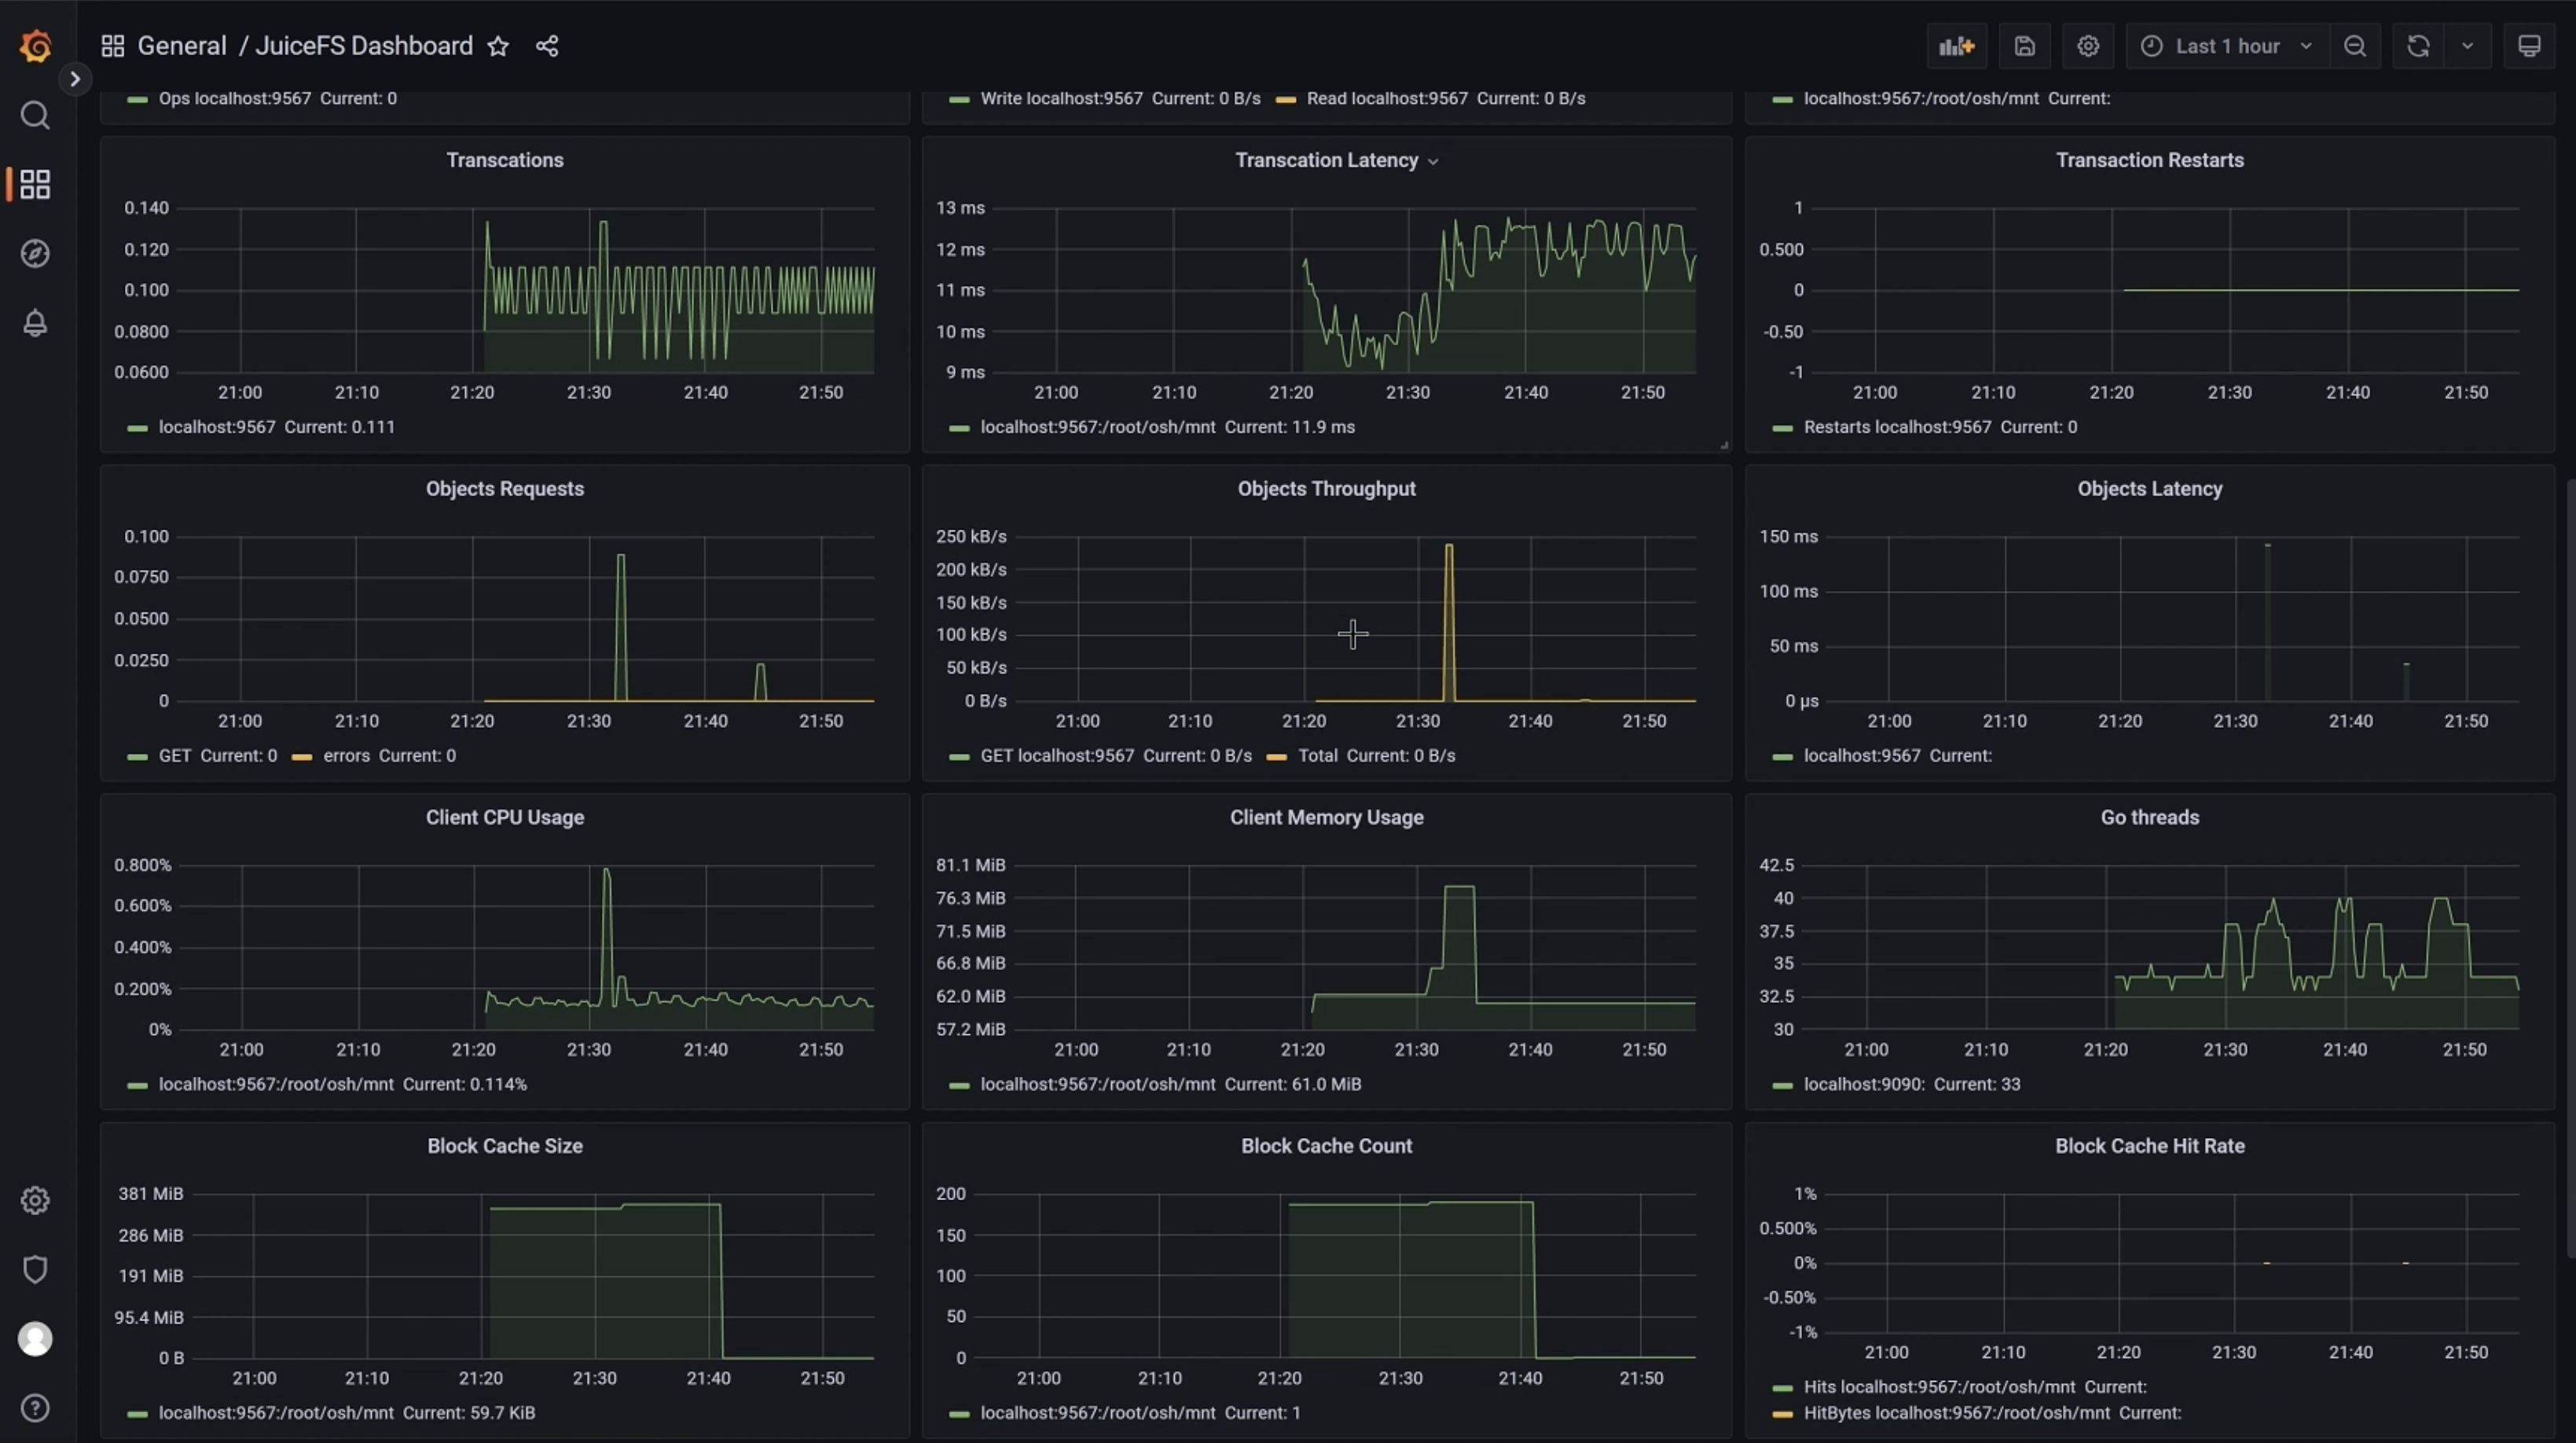 General / JuiceFS Dashboard
Last 1 hour
Ops localhost:9567 Current: 0
Write localhost:9567 Current: 0 B/s Read localhost:9567 Current: 0 B/s
localhost:9567:/root/osh/mnt Current:
Transcations
0.140
0.120
0.100
0.0800
0.0600
21:00 21:10 21:20 21:30 21:40 21:50
localhost:9567 Current: 0.111
Transcation Latency
13 ms
12 ms
11 ms
10 ms
9 ms
21:00 21:10 21:20 21:30 21:40 21:50
localhost:9567:/root/osh/mnt Current: 11.9 ms
Transaction Restarts
1
0.500
0
-0.50
-1
21:00 21:10 21:20 21:30 21:40 21:50
Restarts localhost:9567 Current: 0
Objects Requests
0.100
0.0750
0.0500
0.0250
0
21:00 21:10 21:20 21:30 21:40 21:50
GET Current: 0 errors Current: 0
Objects Throughput
250 kB/s
200 kB/s
150 kB/s
100 kB/s
50 kB/s
0 B/s
21:00 21:10 21:20 21:30 21:40 21:50
GET localhost:9567 Current: 0 B/s Total Current: 0 B/s
Objects Latency
150 ms
100 ms
50 ms
0 µs
21:00 21:10 21:20 21:30 21:40 21:50
localhost:9567 Current:
Client CPU Usage
0.800%
0.600%
0.400%
0.200%
0%
21:00 21:10 21:20 21:30 21:40 21:50
localhost:9567:/root/osh/mnt Current: 0.114%
Client Memory Usage
81.1 MiB
76.3 MiB
71.5 MiB
66.8 MiB
62.0 MiB
57.2 MiB
21:00 21:10 21:20 21:30 21:40 21:50
localhost:9567:/root/osh/mnt Current: 61.0 MiB
Go threads
42.5
40
37.5
35
32.5
30
21:00 21:10 21:20 21:30 21:40 21:50
localhost:9090: Current: 33
Block Cache Size
381 MiB
286 MiB
191 MiB
95.4 MiB
0 B
21:00 21:10 21:20 21:30 21:40 21:50
localhost:9567:/root/osh/mnt Current: 59.7 KiB
Block Cache Count
200
150
100
50
0
21:00 21:10 21:20 21:30 21:40 21:50
localhost:9567:/root/osh/mnt Current: 1
Block Cache Hit Rate
1%
0.500%
0%
-0.50%
-1%
21:00 21:10 21:20 21:30 21:40 21:50
Hits localhost:9567:/root/osh/mnt Current:
HitBytes localhost:9567:/root/osh/mnt Current: